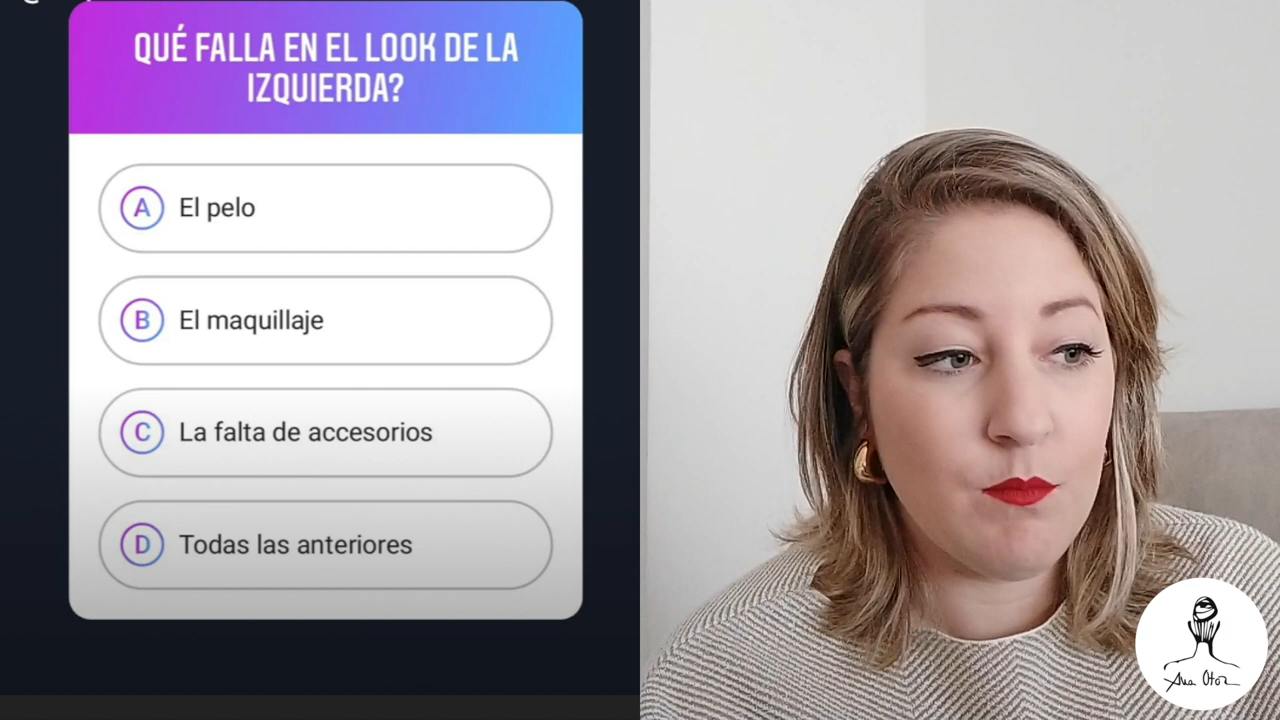 QUÉ FALLA EN EL LOOK DE LA
IZQUIERDA?
A El pelo
B El maquillaje
C La falta de accesorios
D Todas las anteriores